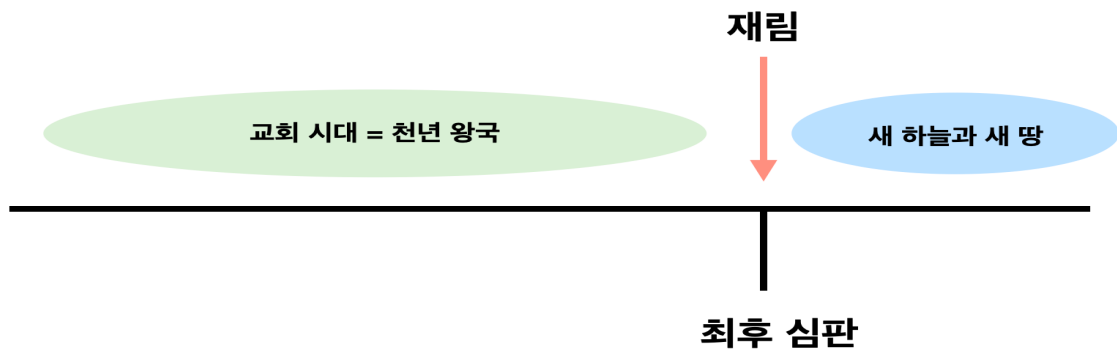 재림
교회 시대 = 천년 왕국
새 하늘과 새 땅
최후 심판